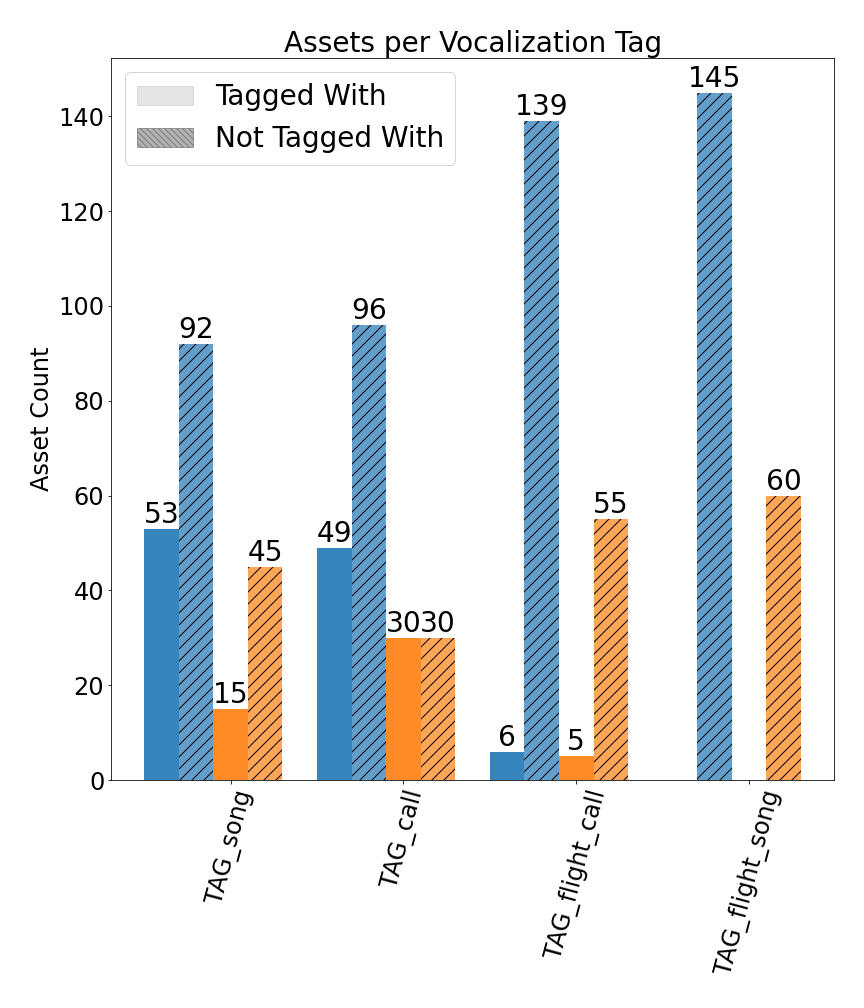 Assets per Vocalization Tag
Tagged With
Not Tagged With
Asset Count
140
120
100
80
60
40
20
0
53
92
15
45
49
96
30
30
6
139
5
55
145
60
TAG_song
TAG_call
TAG_flight_call
TAG_flight_song